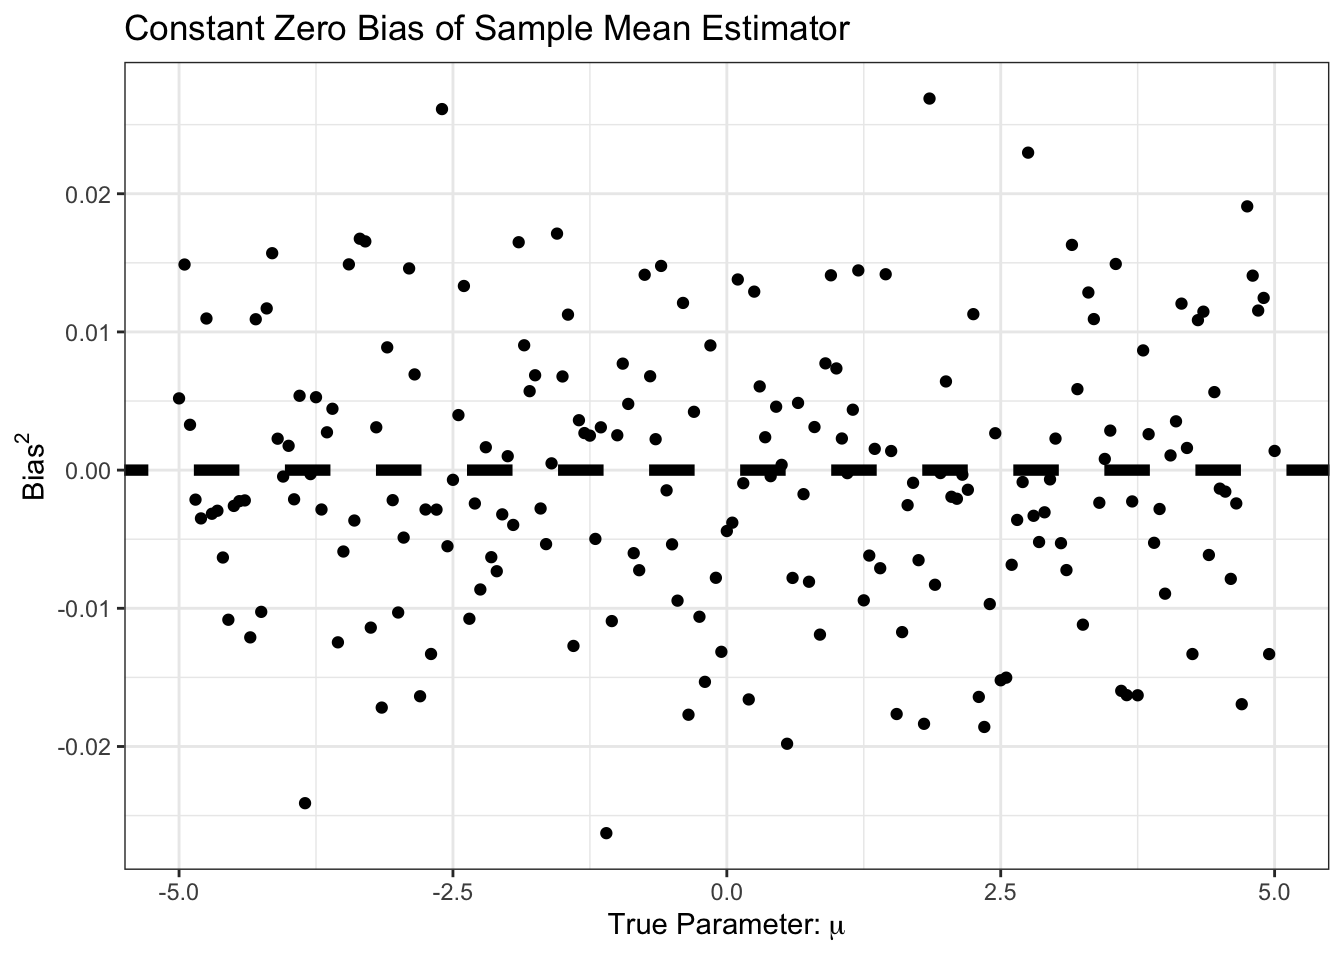 Constant Zero Bias of Sample Mean Estimator
Bias²
0.02
0.01
0.00
-0.01
-0.02
-5.0 -2.5 0.0 2.5 5.0
True Parameter: μ